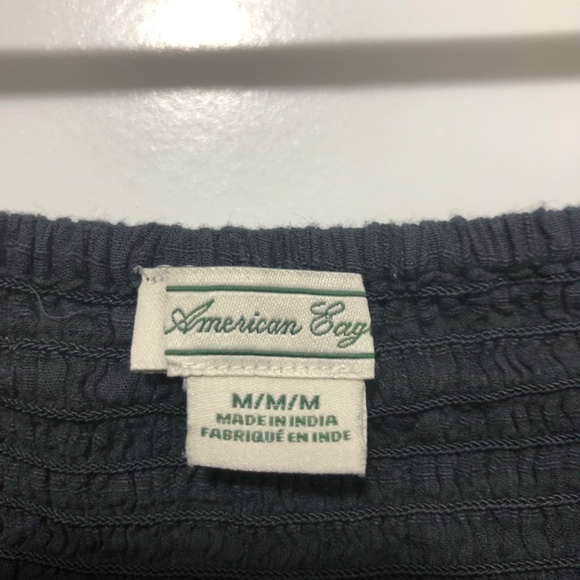 American Eag
M/M/M
MADE IN INDIA
FABRIQUÉ EN INDE